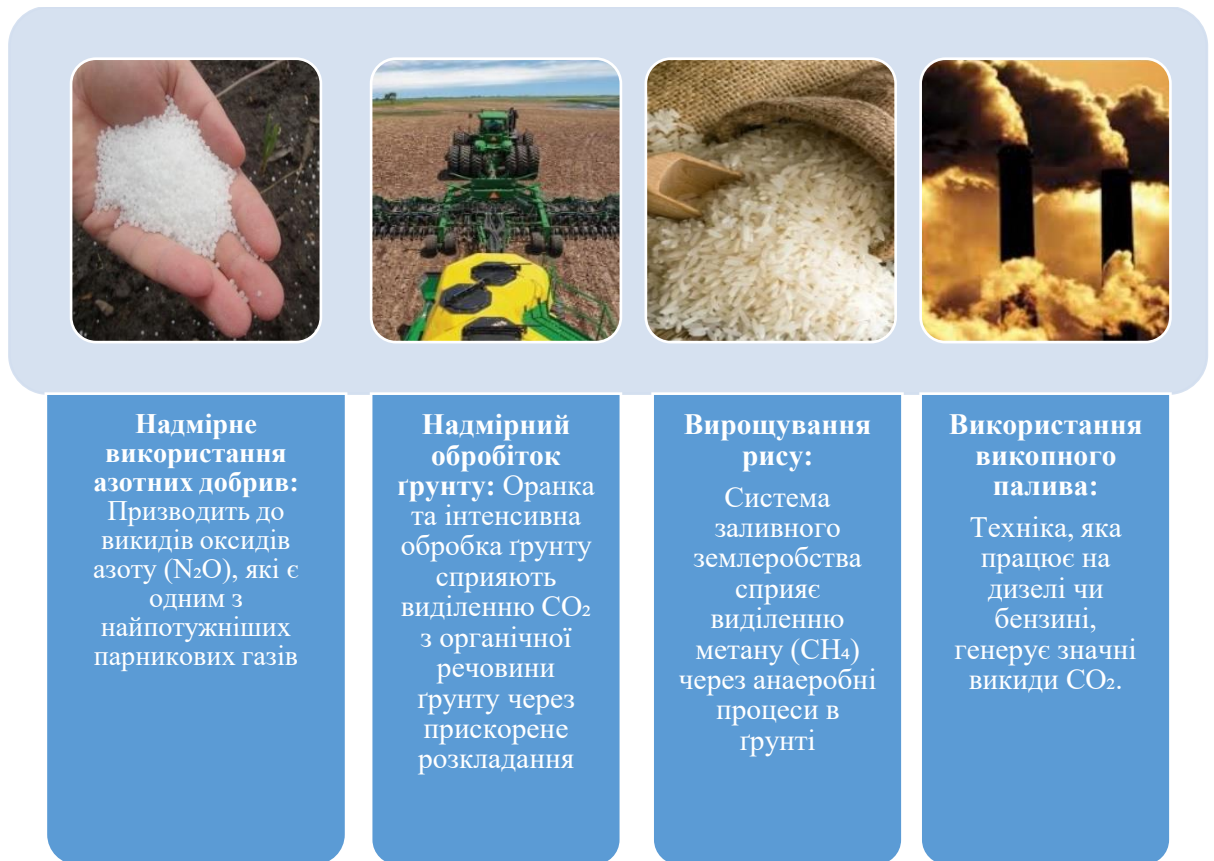 Надмірне
використання
азотних добрив:
Призводить до
викидів оксидів
азоту (N₂O), які є
одним з
найпотужніших
парникових газів
Надмірний
обробіток
ґрунту: Оранка
та інтенсивна
обробка ґрунту
сприяють
виділенню CO₂
з органічної
речовини
ґрунту через
прискорене
розкладання
Вирощування
рису:
Система
заливного
землеробства
сприяє
виділенню
метану (CH₄)
через анаеробні
процеси в
ґрунті
Використання
викопного
палива:
Техніка, яка
працює на
дизелі чи
бензині,
генерує значні
викиди CO₂.